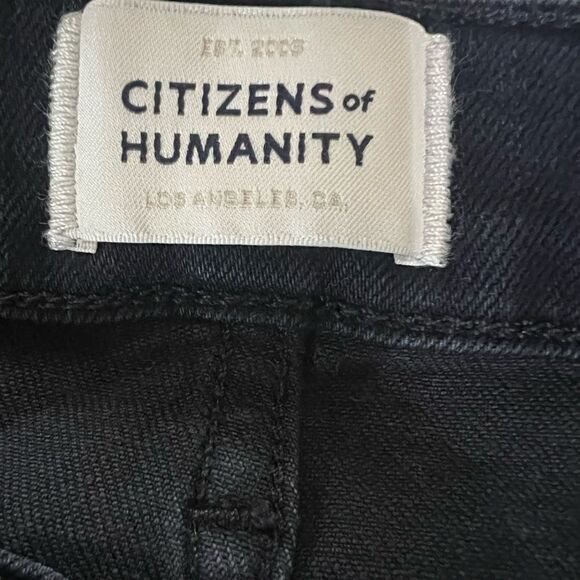 EST. 2003
CITIZENS of
HUMANITY
LOS ANGELES, CA.